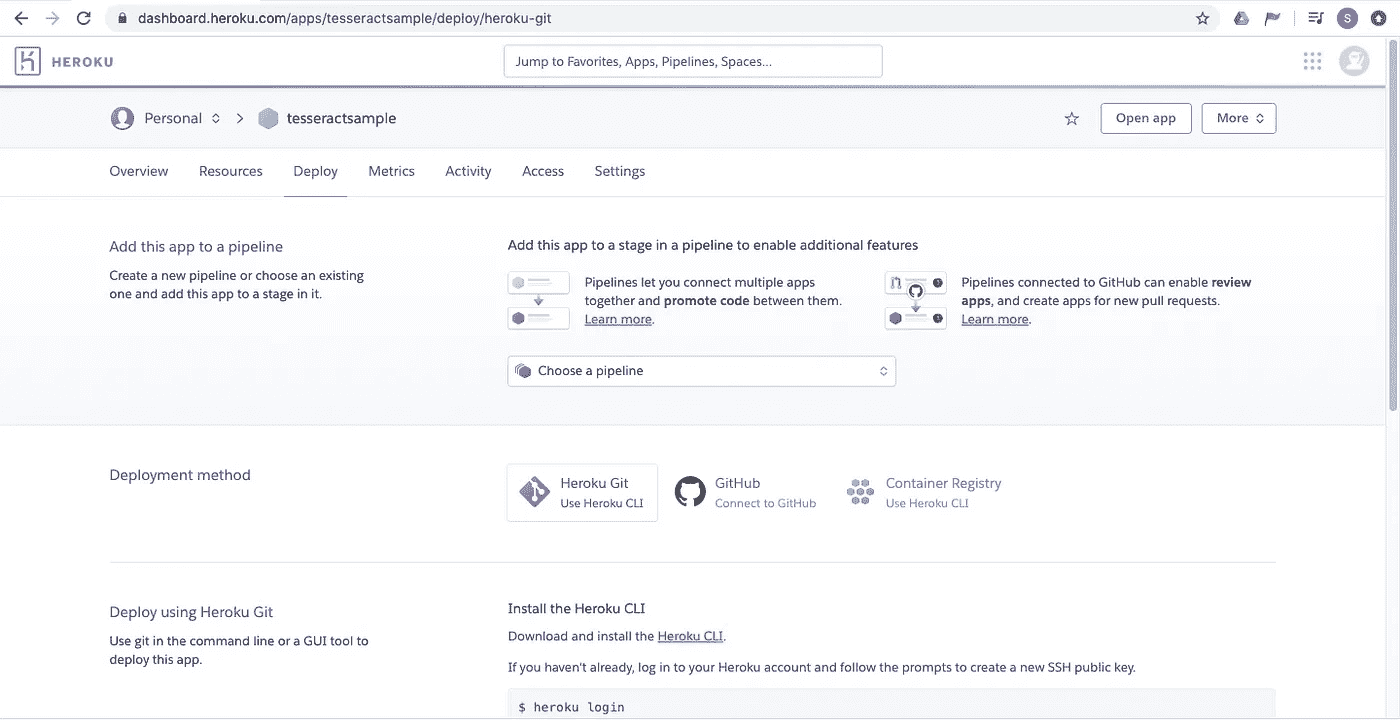 dashboard.heroku.com/apps/tesseractsample/deploy/heroku-git
S
HEROKU
Jump to Favorites, Apps, Pipelines, Spaces...
Personal
tesseractsample
Open app
More
Overview
Resources
Deploy
Metrics
Activity
Access
Settings
Add this app to a pipeline
Create a new pipeline or choose an existing
one and add this app to a stage in it.
Add this app to a stage in a pipeline to enable additional features
Pipelines let you connect multiple apps
together and promote code between them.
Learn more.
Pipelines connected to GitHub can enable review
apps, and create apps for new pull requests.
Learn more.
Choose a pipeline
Deployment method
Heroku Git
Use Heroku CLI
GitHub
Connect to GitHub
Container Registry
Use Heroku CLI
Deploy using Heroku Git
Use git in the command line or a GUI tool to
deploy this app.
Install the Heroku CLI
Download and install the Heroku CLI.
If you haven't already, log in to your Heroku account and follow the prompts to create a new SSH public key.
$ heroku login